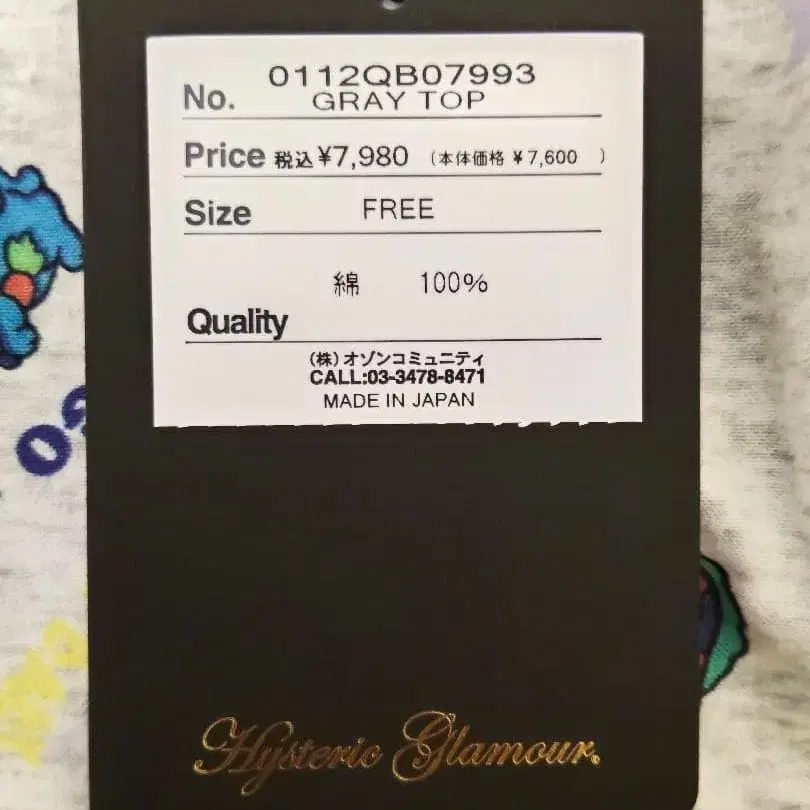 0112QB07993
No. GRAY TOP
Price 税込 ¥7,980 (本体価格 ¥7,600 )
Size FREE
綿 100%
Quality
(株)オゾンコミュニティ
CALL:03-3478-8471
MADE IN JAPAN
Hysteric Glamour.